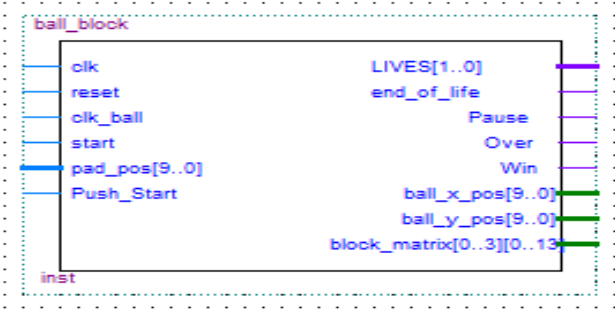 ball_block
clk LIVES[1..0]
reset end_of_life
clk_ball Pause
start Over
pad_pos[9..0] Win
Push_Start ball_x_pos[9..0]
ball_y_pos[9..0]
block_matrix[0..3][0..13]
inst